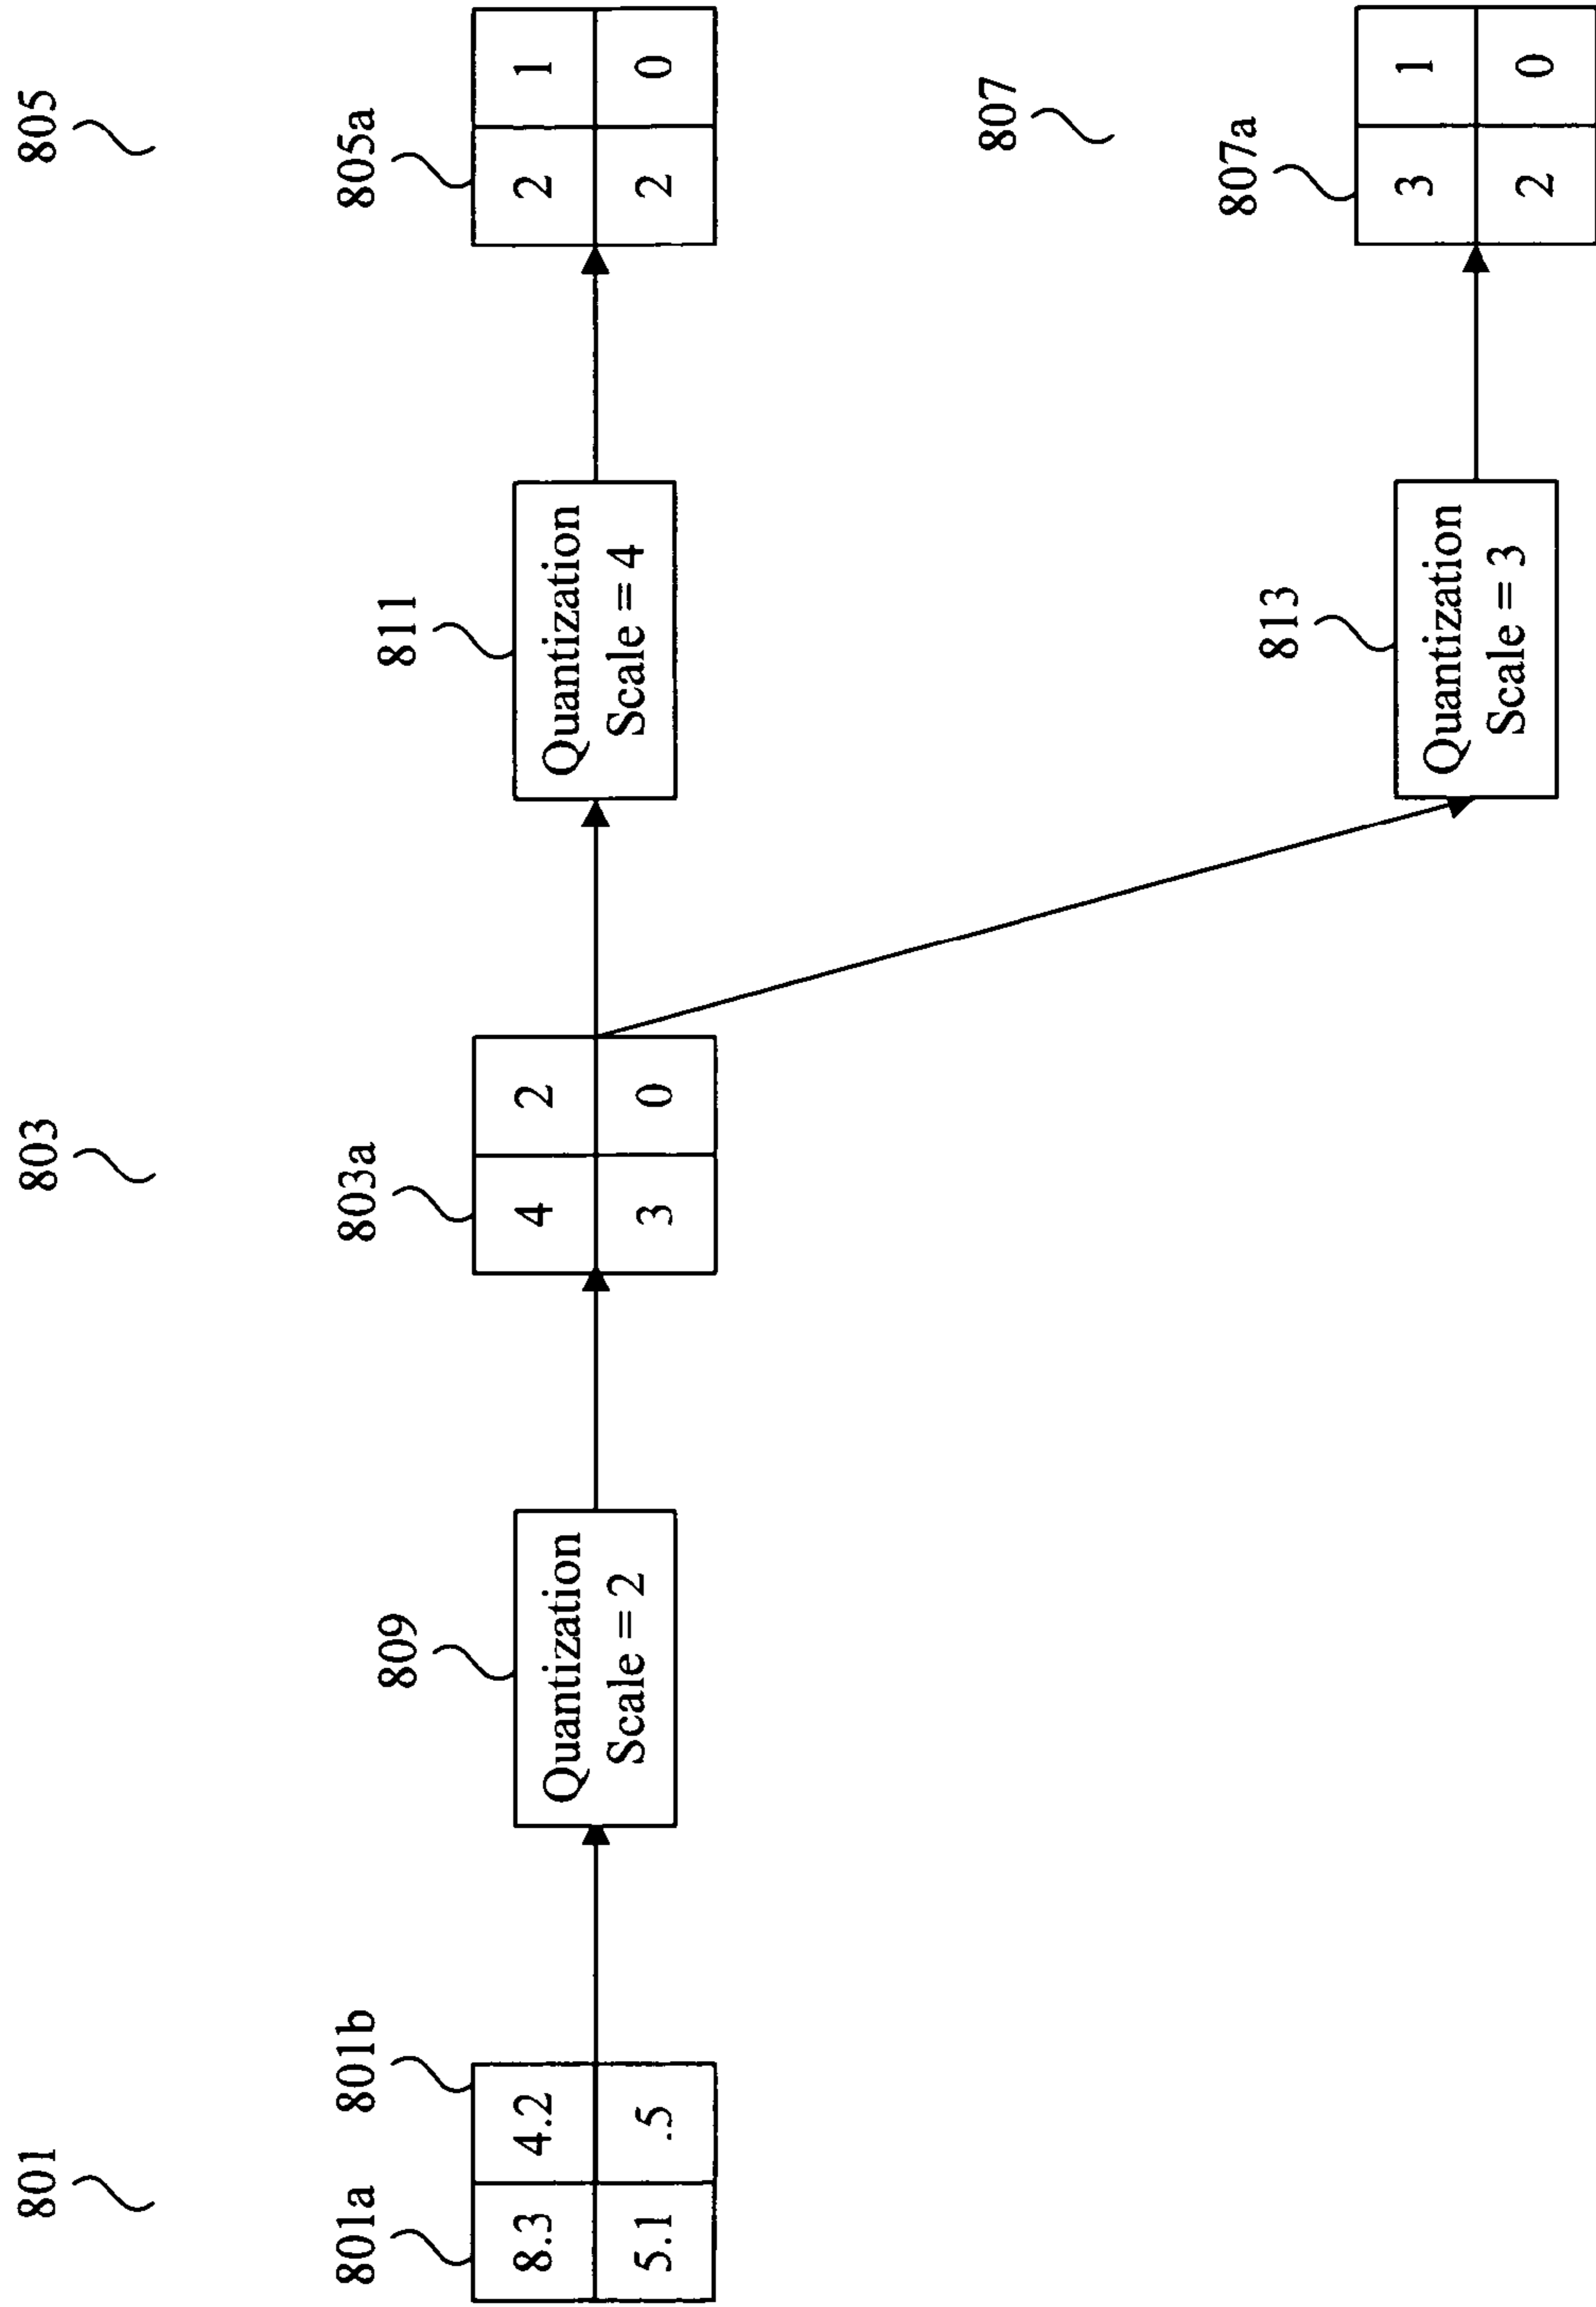 801
803
805
801a
801b
809
803a
811
805a
8.3 4.2
5.1 .5
Quantization
Scale = 2
4 2
3 0
Quantization
Scale = 4
2 1
2 0
807
813
807a
Quantization
Scale = 3
3 1
2 0